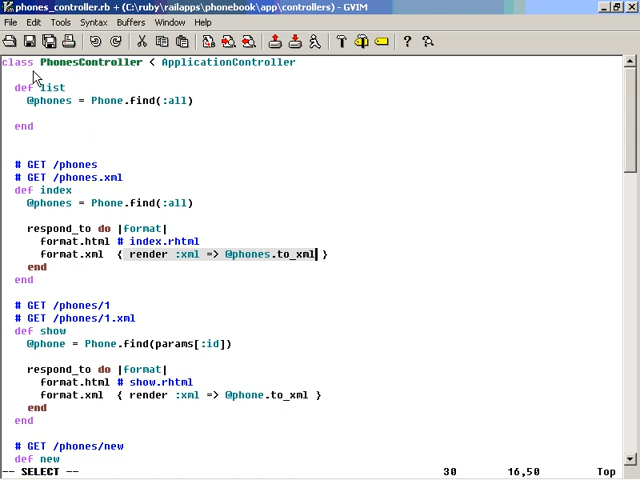 phones_controller.rb + (C:\ruby\railapps\phonebook\app\controllers) - GVIM
File Edit Tools Syntax Buffers Window Help
class PhonesController < ApplicationController
def list
@phones = Phone.find(:all)
end
# GET /phones
# GET /phones.xml
def index
@phones = Phone.find(:all)
respond_to do |format|
format.html # index.rhtml
format.xml { render :xml => @phones.to_xml }
end
end
# GET /phones/1
# GET /phones/1.xml
def show
@phone = Phone.find(params[:id])
respond_to do |format|
format.html # show.rhtml
format.xml { render :xml => @phone.to_xml }
end
end
# GET /phones/new
def new
-- SELECT -- 30 16,50 Top